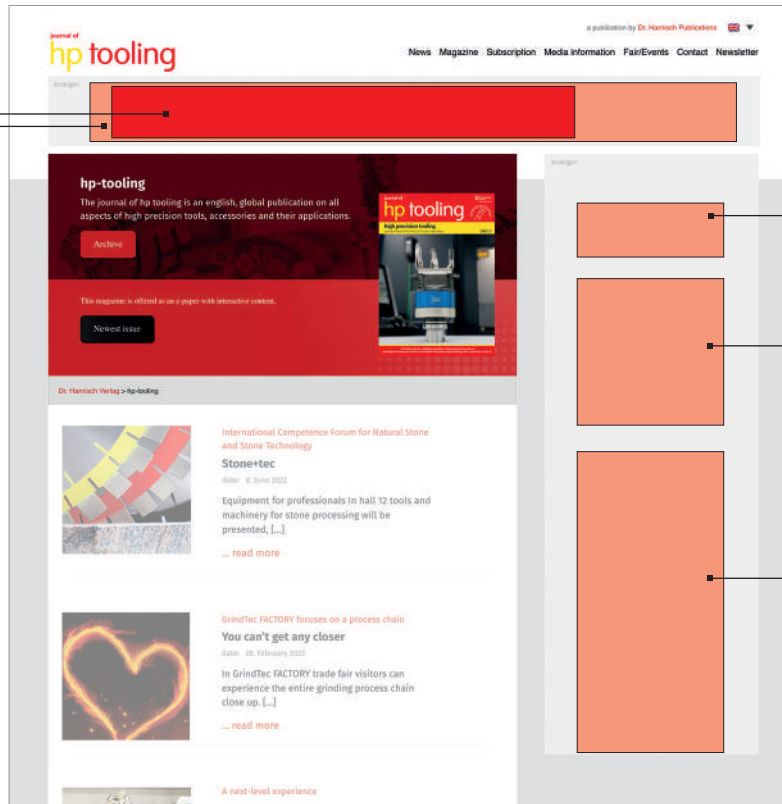 a publication by Dr. Harnisch Publications
journal of
hp tooling
News Magazine Subscription Media information Fair/Events Contact Newsletter
Anzeigen
Anzeigen
hp-tooling
The journal of hp tooling is an english, global publication on all
aspects of high precision tools, accessories and their applications.
Archive
journal of
hp tooling
high precision tooling
This magazine is offered as an e-paper with interactive content.
Newest issue
Dr. Harnisch Verlag > hp-tooling
International Competence Forum for Natural Stone
and Stone Technology
Stone+tec
date: 8. June 2022
Equipment for professionals In hall 12 tools and
machinery for stone processing will be
presented, [...]
... read more
GrindTec FACTORY focuses on a process chain
You can't get any closer
date: 28. February 2022
In GrindTec FACTORY trade fair visitors can
experience the entire grinding process chain
close up. [...]
... read more
A next-level experience